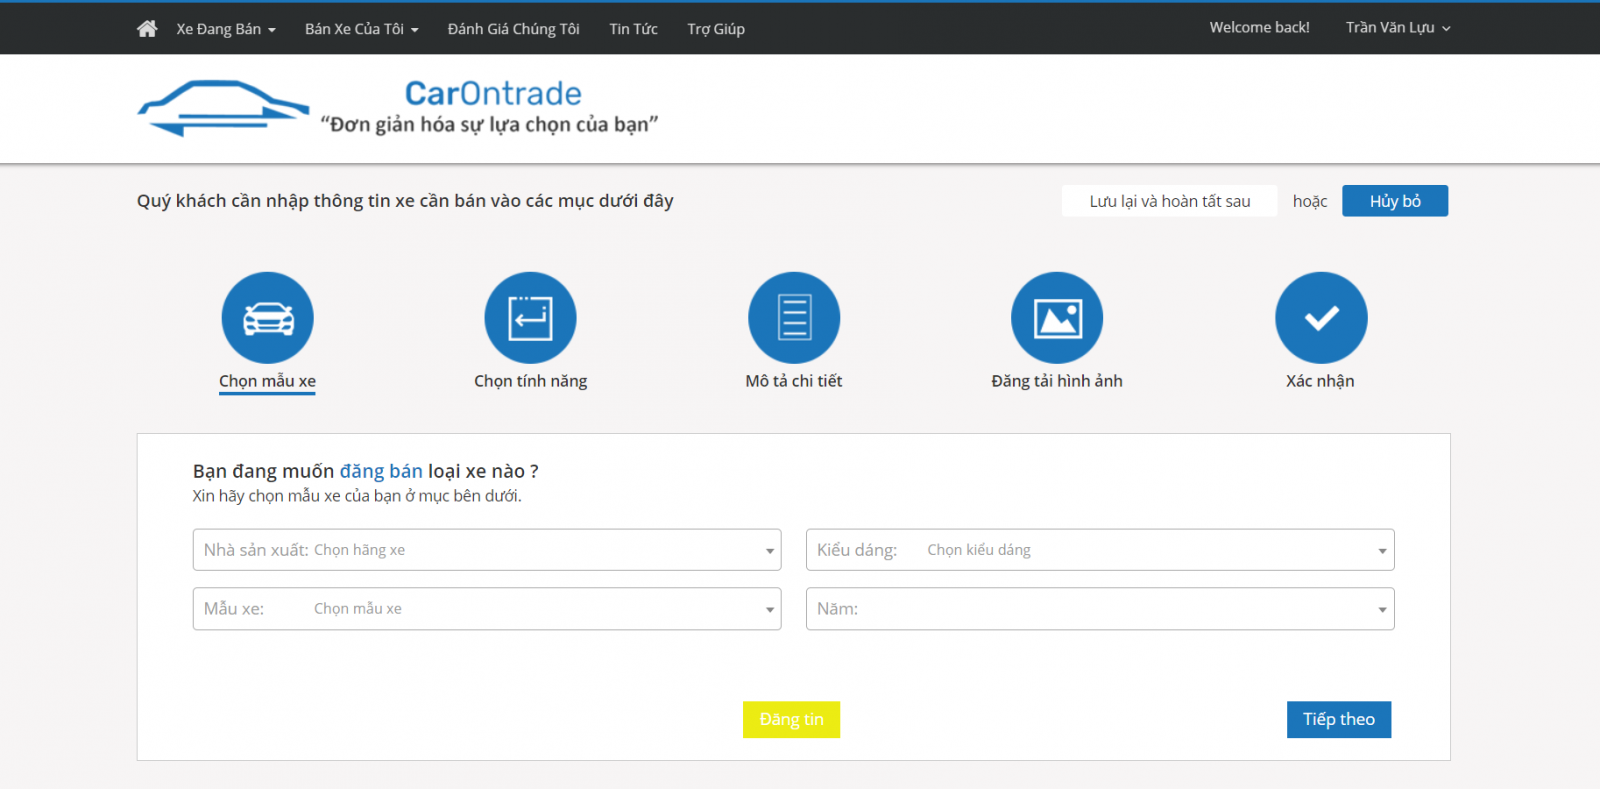 Xe Đang Bán Bán Xe Của Tôi Đánh Giá Chúng Tôi Tin Tức Trợ Giúp Welcome back! Trần Văn Lựu
CarOntrade
“Đơn giản hóa sự lựa chọn của bạn”
Quý khách cần nhập thông tin xe cần bán vào các mục dưới đây Lưu lại và hoàn tất sau hoặc Hủy bỏ
Chọn mẫu xe Chọn tính năng Mô tả chi tiết Đăng tải hình ảnh Xác nhận
Bạn đang muốn đăng bán loại xe nào ?
Xin hãy chọn mẫu xe của bạn ở mục bên dưới.
Nhà sản xuất: Chọn hãng xe Kiểu dáng: Chọn kiểu dáng
Mẫu xe: Chọn mẫu xe Năm:
Đăng tin Tiếp theo